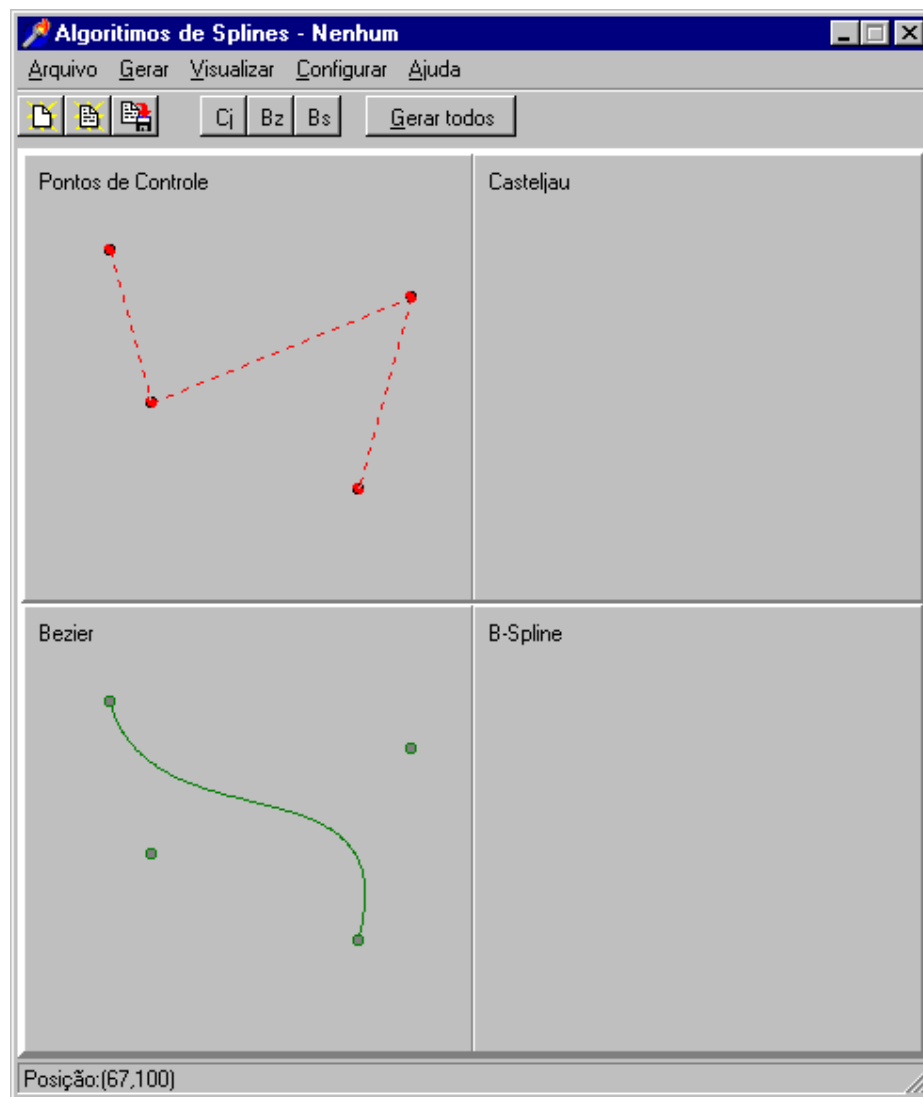 Algoritimos de Splines - Nenhum
Arquivo Gerar Visualizar Configurar Ajuda
Cj Bz Bs Gerar todos
Pontos de Controle
Casteljau
Bezier
B-Spline
Posição:(67,100)